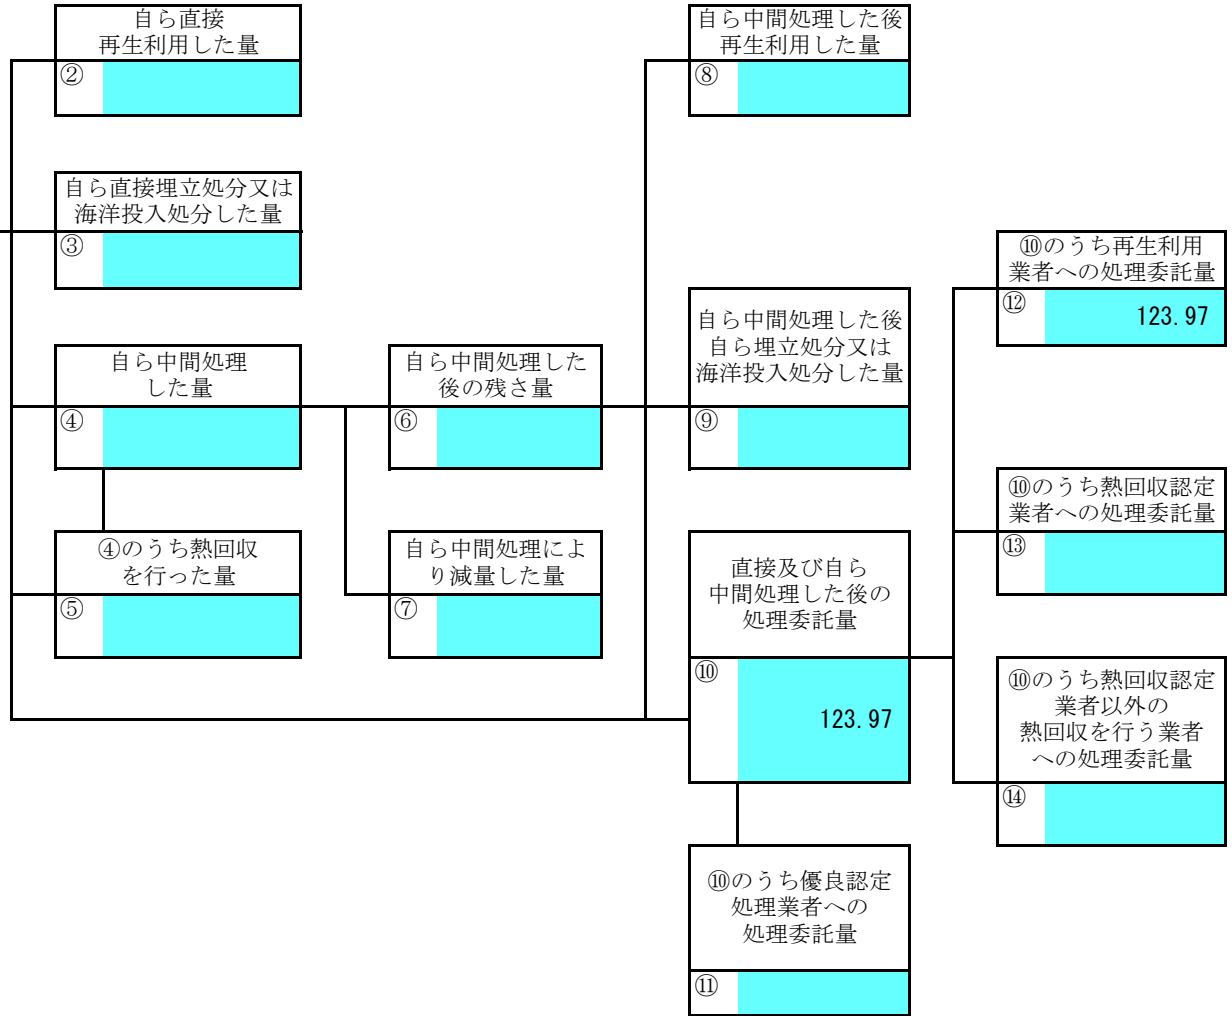 自ら直接
再生利用した量
②
自ら中間処理した後
再生利用した量
⑧
自ら直接埋立処分又は
海洋投入処分した量
③
⑩のうち再生利用
業者への処理委託量
⑫
123.97
自ら中間処理した後
自ら埋立処分又は
海洋投入処分した量
⑨
自ら中間処理
した量
④
自ら中間処理した
後の残さ量
⑥
⑩のうち熱回収認定
業者への処理委託量
⑬
④のうち熱回収
を行った量
⑤
自ら中間処理によ
り減量した量
⑦
直接及び自ら
中間処理した後の
処理委託量
⑩
123.97
⑩のうち熱回収認定
業者以外の
熱回収を行う業者
への処理委託量
⑭
⑩のうち優良認定
処理業者への
処理委託量
⑪